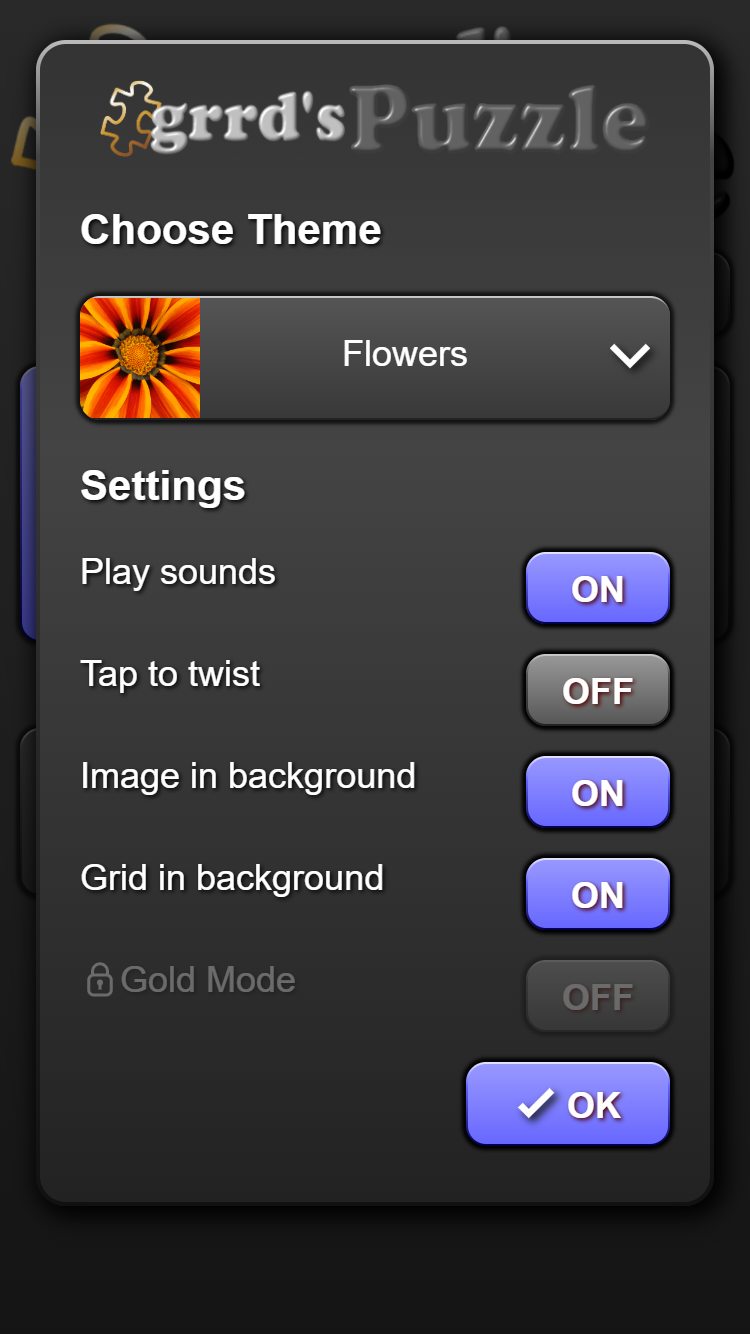 grrd's Puzzle
Choose Theme
Flowers
Settings
Play sounds
ON
Tap to twist
OFF
Image in background
ON
Grid in background
ON
Gold Mode
OFF
OK